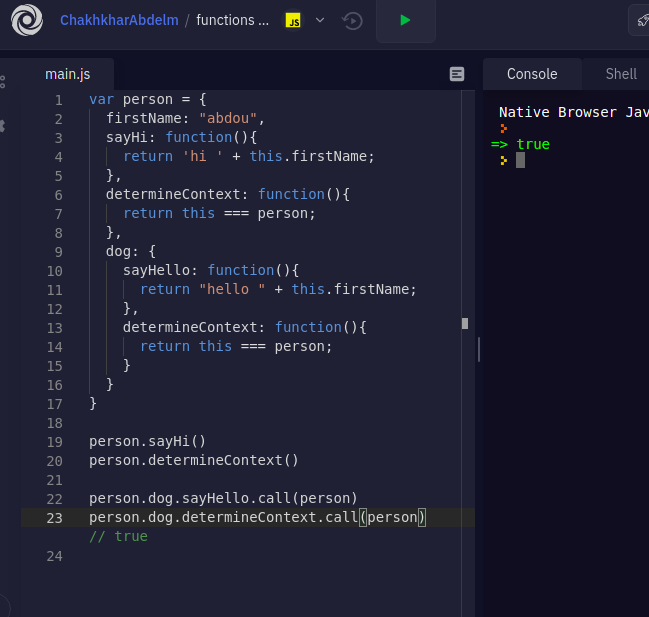 ChakhkharAbdelm / functions ... JS
main.js
Console Shell
1 var person = {
2 firstName: "abdou",
3 sayHi: function(){
4 return 'hi ' + this.firstName;
5 },
6 determineContext: function(){
7 return this === person;
8 },
9 dog: {
10 sayHello: function(){
11 return "hello " + this.firstName;
12 },
13 determineContext: function(){
14 return this === person;
15 }
16 }
17 }
18
19 person.sayHi()
20 person.determineContext()
21
22 person.dog.sayHello.call(person)
23 person.dog.determineContext.call(person)
// true
24
Native Browser Jav
=> true